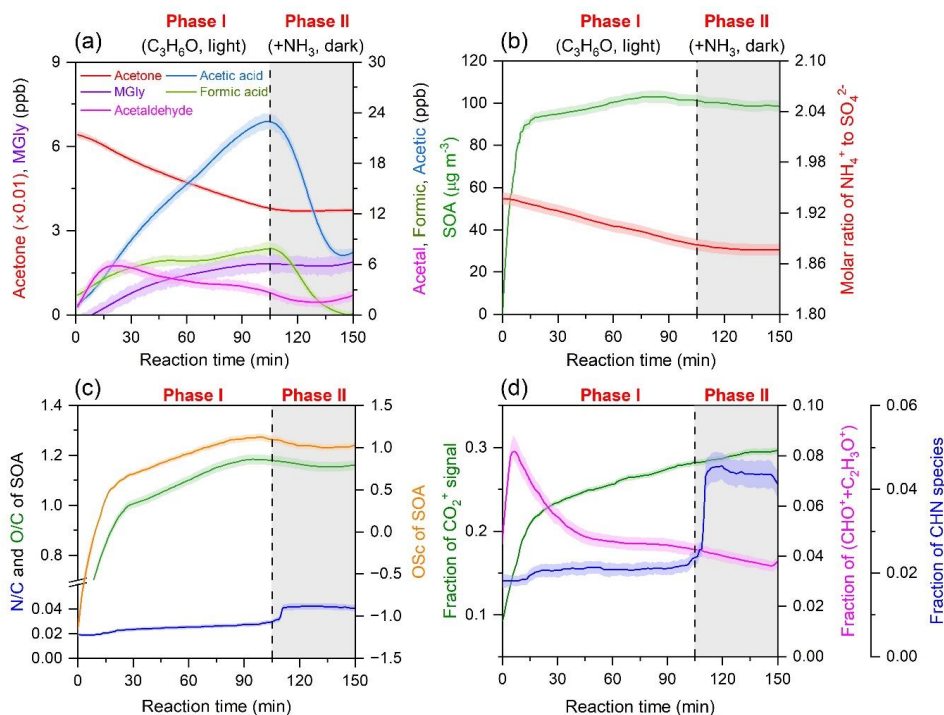 Phase I
Phase II
(a)
(C₃H₆O, light)
(+NH₃, dark)
Acetone
Acetic acid
MGly
Formic acid
Acetaldehyde
Acetone (×0.01), MGly (ppb)
9
6
3
0
Acetal, Formic, Acetic (ppb)
30
27
24
21
18
15
12
9
6
3
0
0
30
60
90
120
150
Reaction time (min)
Phase I
Phase II
(b)
(C₃H₆O, light)
(+NH₃, dark)
SOA (μg m⁻³)
120
100
80
60
40
20
0
Molar ratio of NH₄⁺ to SO₄²⁻
2.10
2.04
1.98
1.92
1.86
1.80
0
30
60
90
120
150
Reaction time (min)
(c)
Phase I
Phase II
N/C and O/C of SOA
1.4
1.2
1.0
0.8
0.04
0.02
0.00
OSc of SOA
1.5
1.0
0.5
0.0
−0.5
−1.0
−1.5
0
30
60
90
120
150
Reaction time (min)
(d)
Phase I
Phase II
Fraction of CO₂⁺ signal
0.3
0.2
0.1
Fraction of (CHO⁺+C₂H₃O⁺)
0.10
0.08
0.06
0.04
0.02
0.00
Fraction of CHN species
0.06
0.04
0.02
0.00
0
30
60
90
120
150
Reaction time (min)